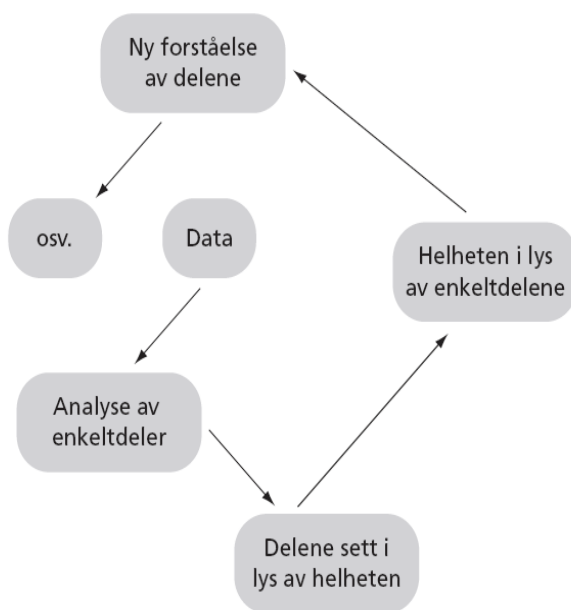 Ny forståelse
av delene
osv.
Data
Helheten i lys
av enkeltdelene
Analyse av
enkeltdeler
Delene sett i
lys av helheten